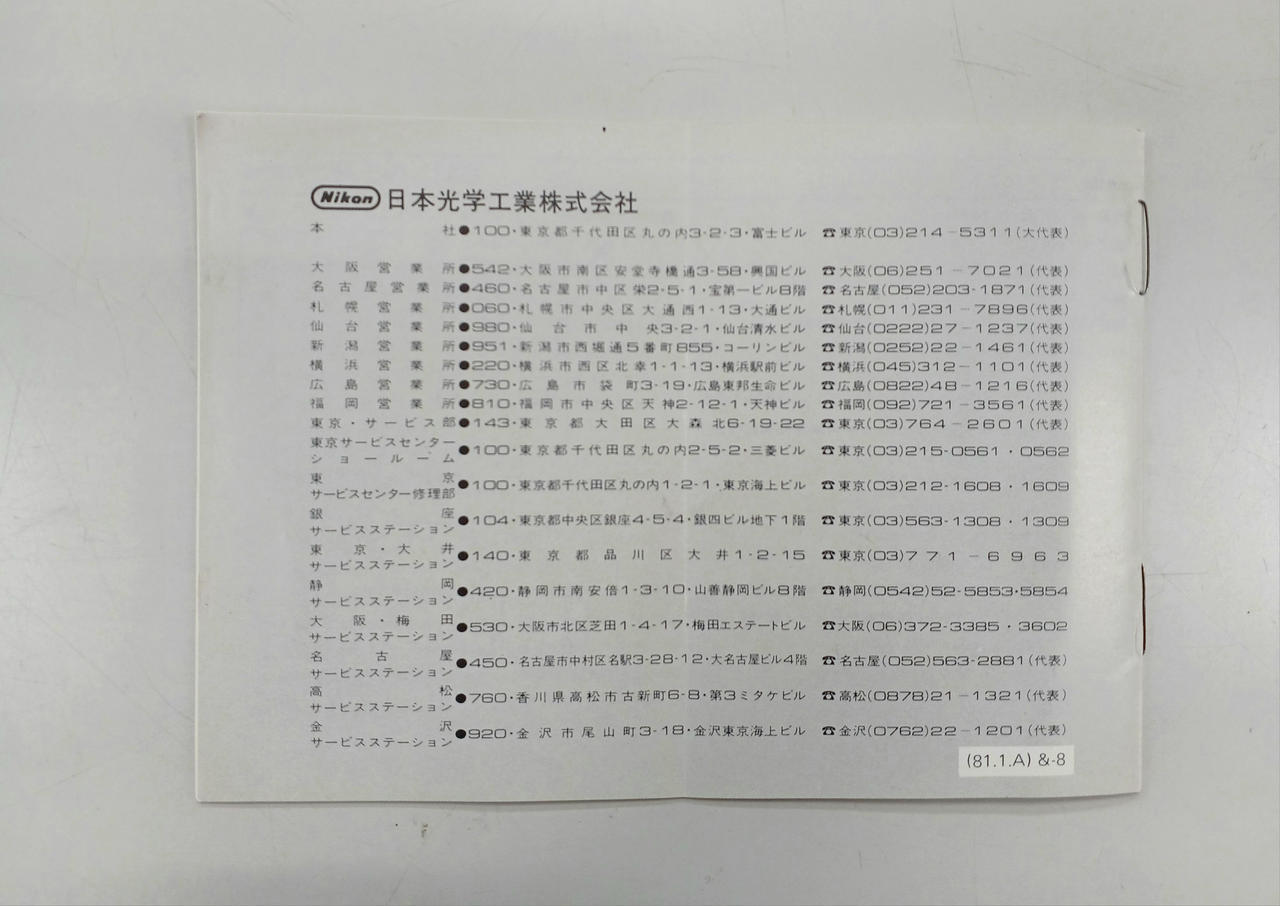 Nikon 日本光学工業株式会社
本社●100・東京都千代田区丸の内3-2-3・富士ビル ☎東京(03)214-5311(大代表)
大阪営業所●542・大阪市南区安堂寺橋通3-58・興国ビル ☎大阪(06)251-7021(代表)
名古屋営業所●460・名古屋市中区栄2-5-1・宝第一ビル8階 ☎名古屋(052)203-1871(代表)
札幌営業所●060・札幌市中央区大通西1-13・大通ビル ☎札幌(011)231-7896(代表)
仙台営業所●980・仙台市中央3-2-1・仙台清水ビル ☎仙台(0222)27-1237(代表)
新潟営業所●951・新潟市西堀通5番町855・コーリンビル ☎新潟(0252)22-1461(代表)
横浜営業所●220・横浜市西区北幸1-1-13・横浜駅前ビル ☎横浜(045)312-1101(代表)
広島営業所●730・広島市袋町3-19・広島東邦生命ビル ☎広島(0822)48-1216(代表)
福岡営業所●810・福岡市中央区天神2-12-1・天神ビル ☎福岡(092)721-3561(代表)
東京・サービス部●143・東京都大田区大森北6-19-22 ☎東京(03)764-2601(代表)
東京サービスセンター
ショールーム●100・東京都千代田区丸の内2-5-2・三菱ビル ☎東京(03)215-0561・0562
東京
サービスセンター修理部●100・東京都千代田区丸の内1-2-1・東京海上ビル ☎東京(03)212-1608・1609
銀座
サービスステーション●104・東京都中央区銀座4-5-4・銀四ビル地下1階 ☎東京(03)563-1308・1309
東京・大井
サービスステーション●140・東京都品川区大井1-2-15 ☎東京(03)771-6963
静岡
サービスステーション●420・静岡市南安倍1-3-10・山善静岡ビル8階 ☎静岡(0542)52-5853・5854
大阪・梅田
サービスステーション●530・大阪市北区芝田1-4-17・梅田エステートビル ☎大阪(06)372-3385・3602
名古屋
サービスステーション●450・名古屋市中村区名駅3-28-12・大名古屋ビル4階 ☎名古屋(052)563-2881(代表)
高松
サービスステーション●760・香川県高松市古新町6-8・第3ミタケビル ☎高松(0878)21-1321(代表)
金沢
サービスステーション●920・金沢市尾山町3-18・金沢東京海上ビル ☎金沢(0762)22-1201(代表)
(81.1.A) &-8